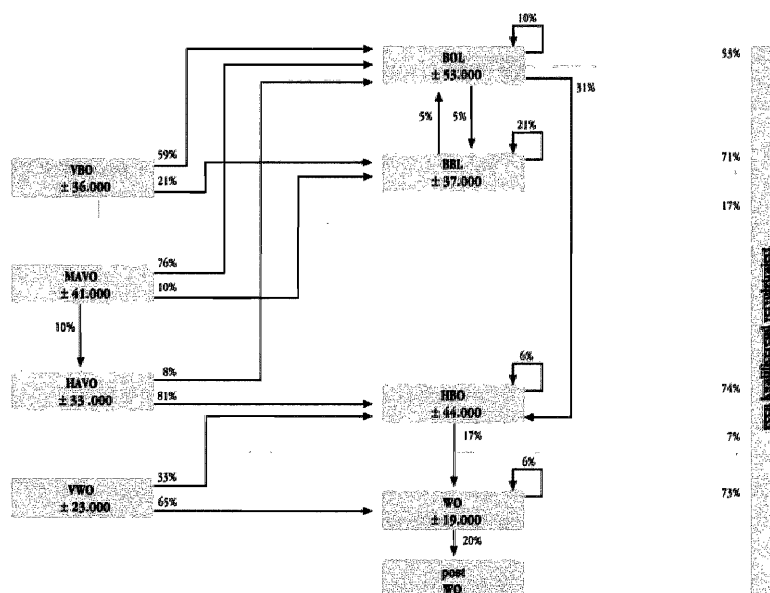 10%
BOL
± 53.000
53%
31%
5%
5%
21%
59%
VBO
± 36.000
21%
BBL
± 37.000
71%
17%
76%
MAVO
± 41.000
10%
10%
8%
HAVO
± 33 .000
81%
6%
HBO
± 44.000
74%
17%
7%
33%
VWO
± 23.000
65%
6%
WO
± 19.000
73%
20%
post
WO